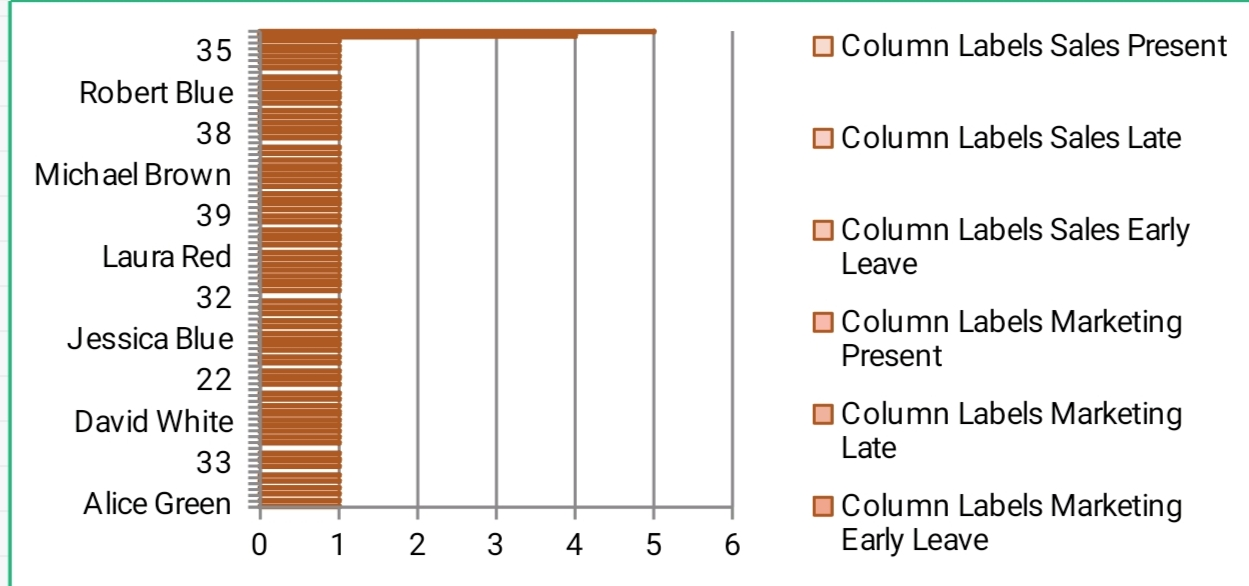 35
Robert Blue
38
Michael Brown
39
Laura Red
32
Jessica Blue
22
David White
33
Alice Green
0 1 2 3 4 5 6
Column Labels Sales Present
Column Labels Sales Late
Column Labels Sales Early
Leave
Column Labels Marketing
Present
Column Labels Marketing
Late
Column Labels Marketing
Early Leave